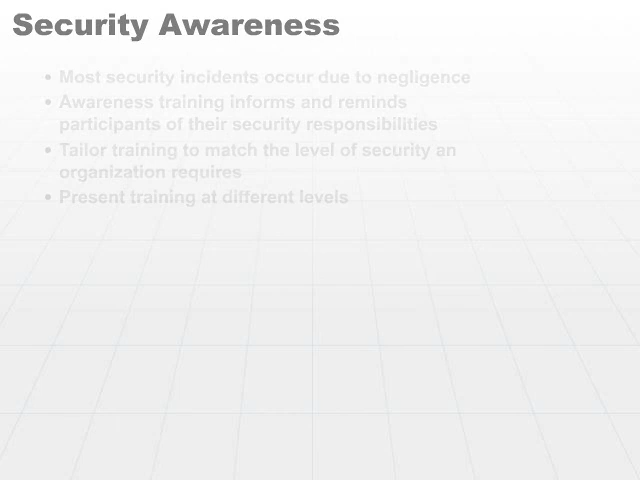 Security Awareness
• Most security incidents occur due to negligence
• Awareness training informs and reminds
participants of their security responsibilities
• Tailor training to match the level of security an
organization requires
• Present training at different levels